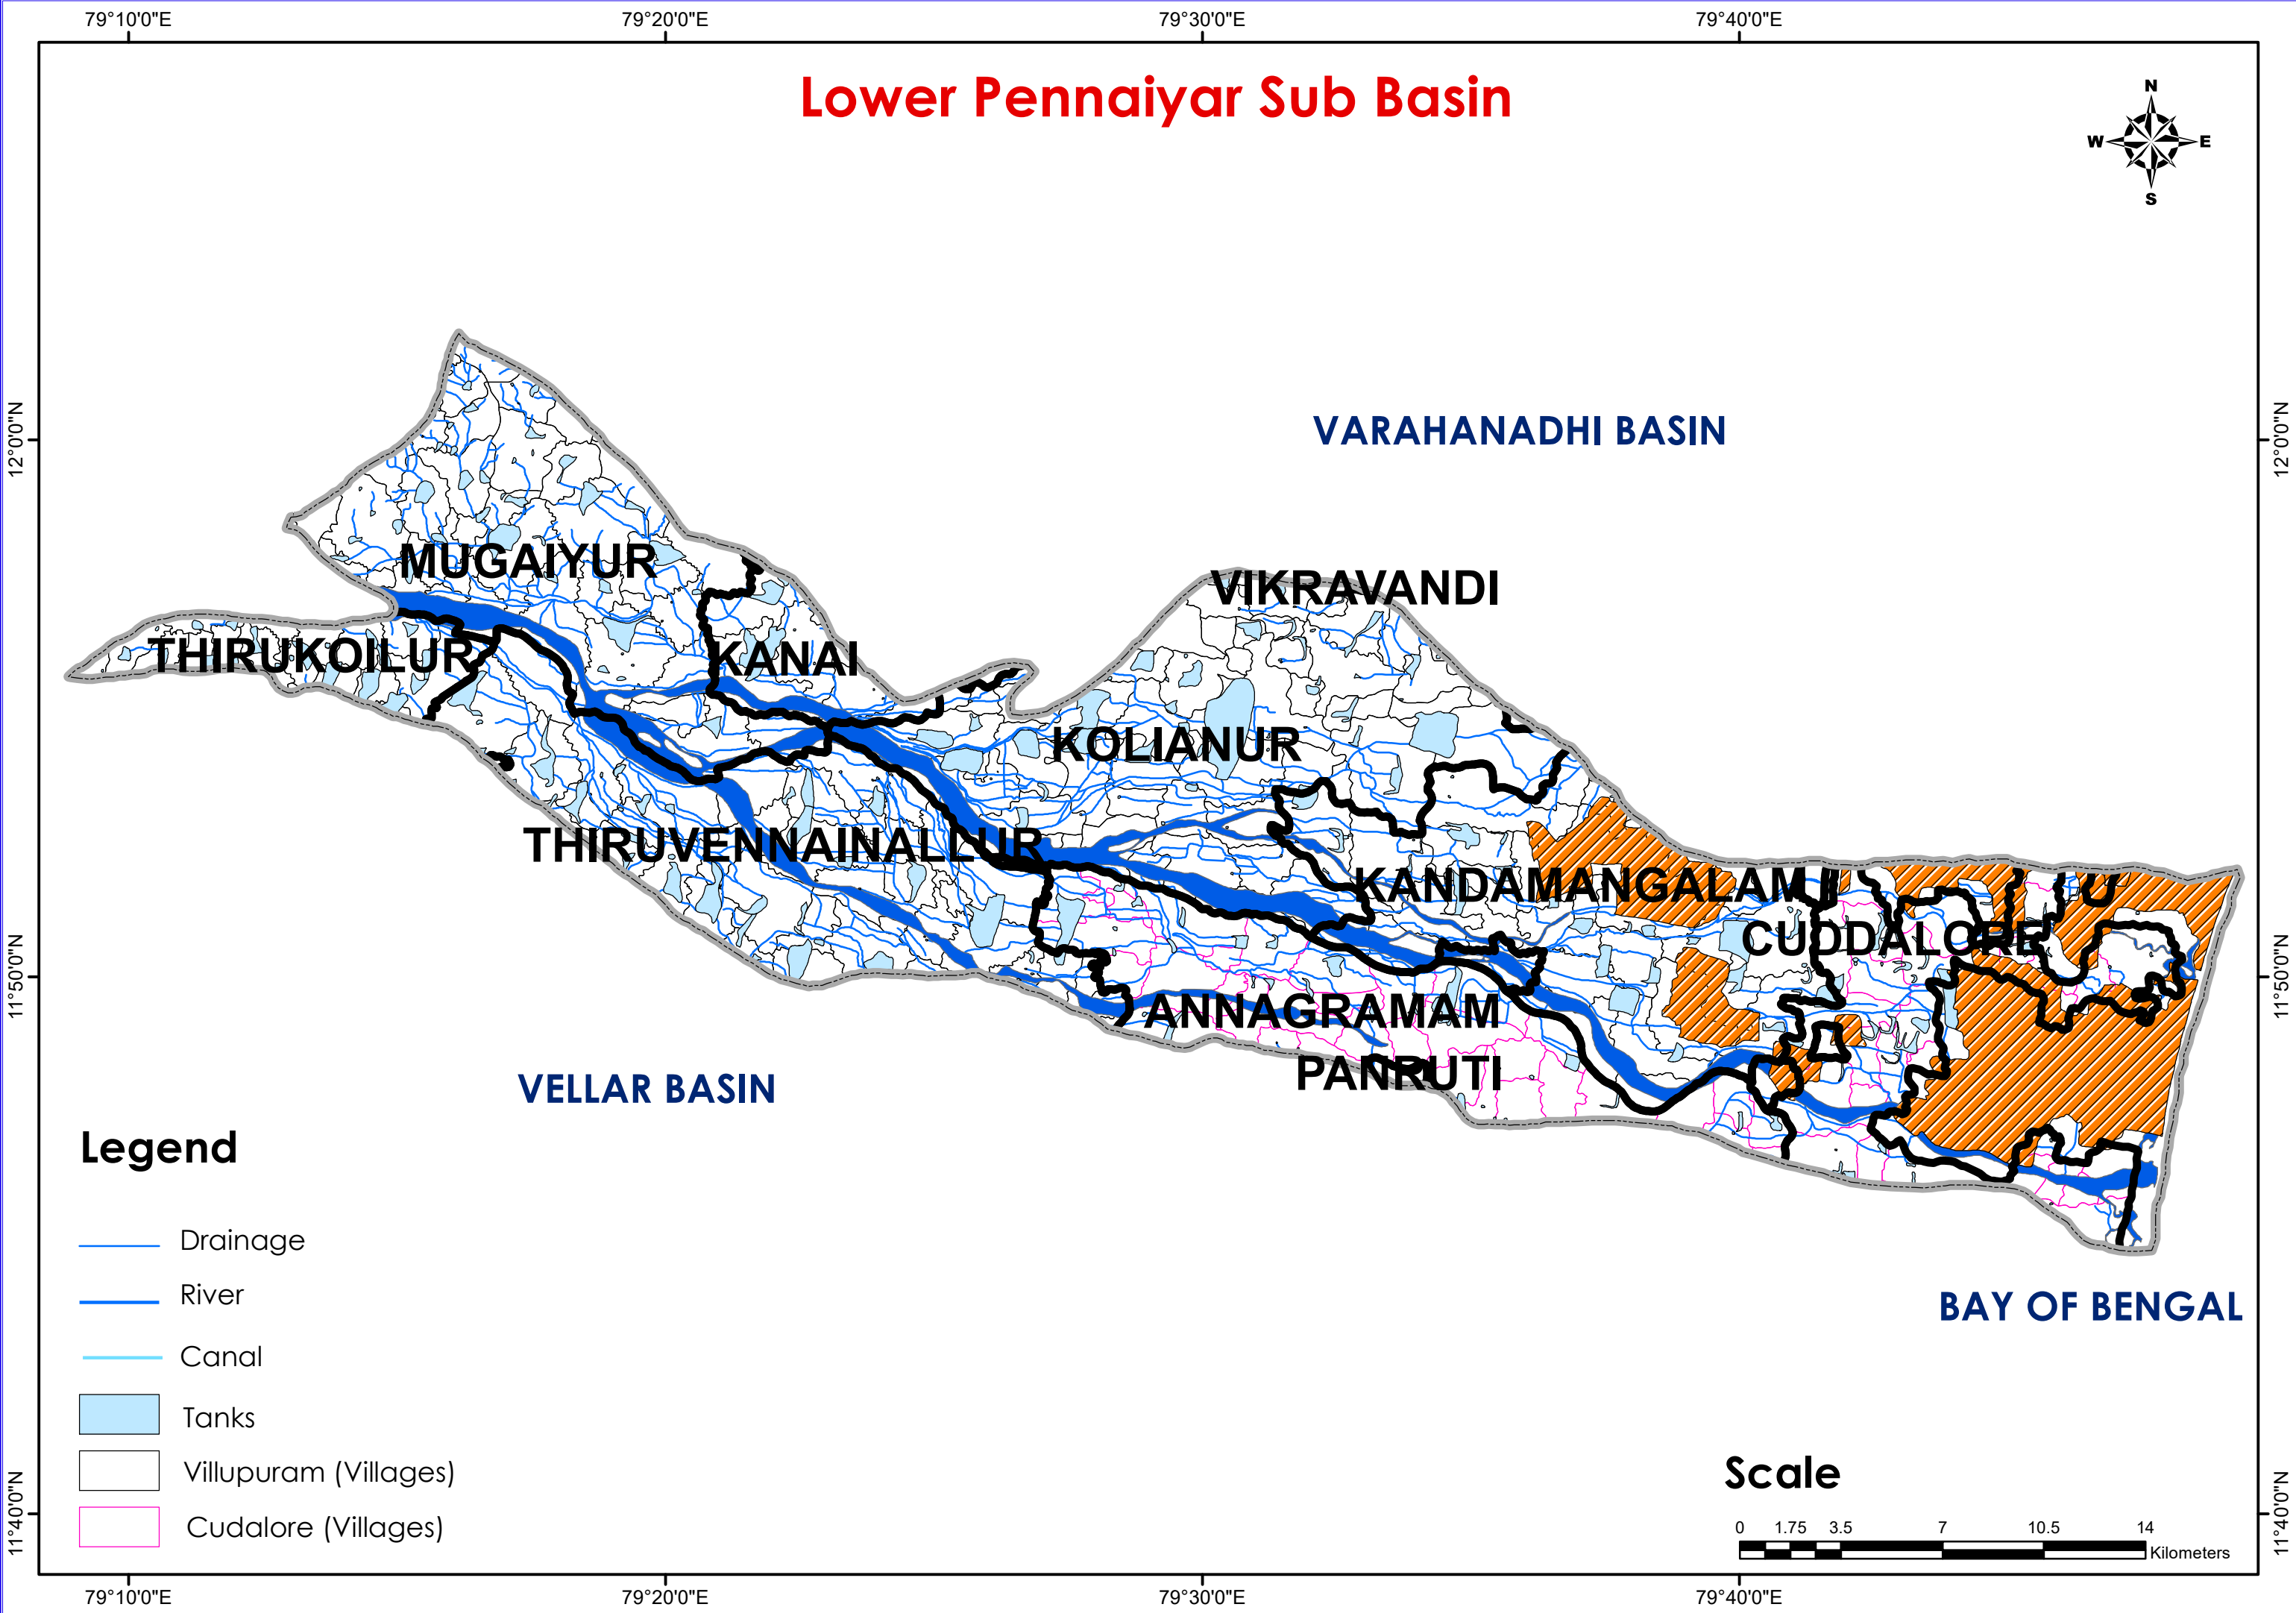 79°10'0"E
79°20'0"E
79°30'0"E
79°40'0"E
Lower Pennaiyar Sub Basin
N
W
E
S
12°0'0"N
12°0'0"N
VARAHANADHI BASIN
MUGAIYUR
VIKRAVANDI
THIRUKOILUR
KANAI
KOLIANUR
THIRUVENNAINALLUR
KANDAMANGALAM
CUDDALORE
11°50'0"N
11°50'0"N
ANNAGRAMAM
PANRUTI
VELLAR BASIN
BAY OF BENGAL
Legend
Drainage
River
Canal
Tanks
Villupuram (Villages)
Cudalore (Villages)
Scale
0 1.75 3.5 7 10.5 14
Kilometers
11°40'0"N
11°40'0"N
79°10'0"E
79°20'0"E
79°30'0"E
79°40'0"E